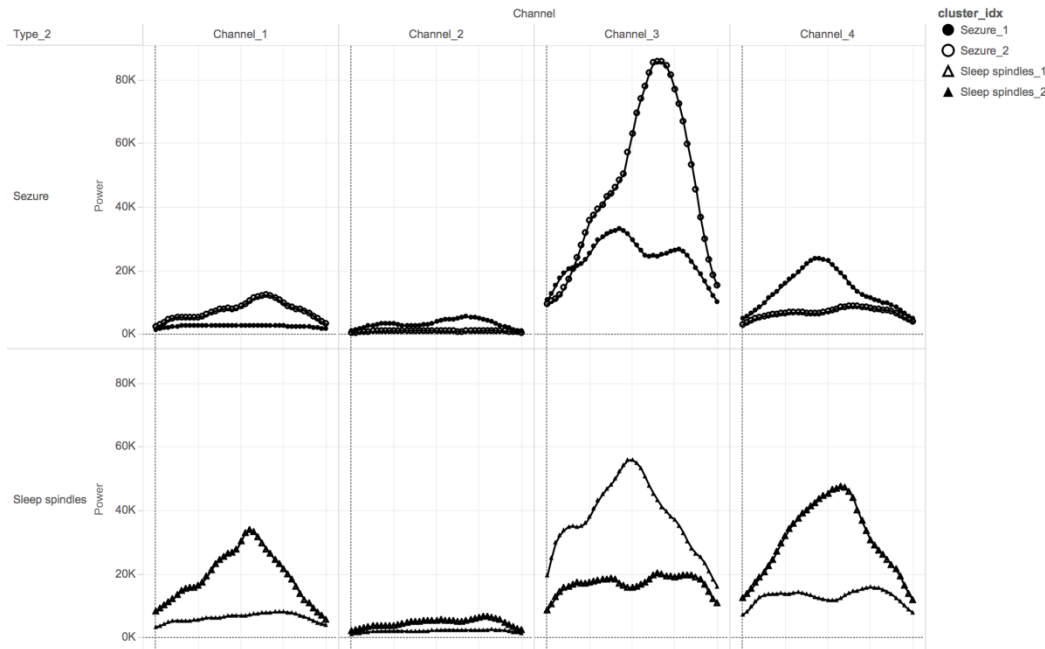 Channel
Type_2
Channel_1
Channel_2
Channel_3
Channel_4
cluster_idx
Sezure_1
Sezure_2
Sleep spindles_1
Sleep spindles_2
Sezure
Power
80K
60K
40K
20K
0K
Sleep spindles
Power
80K
60K
40K
20K
0K